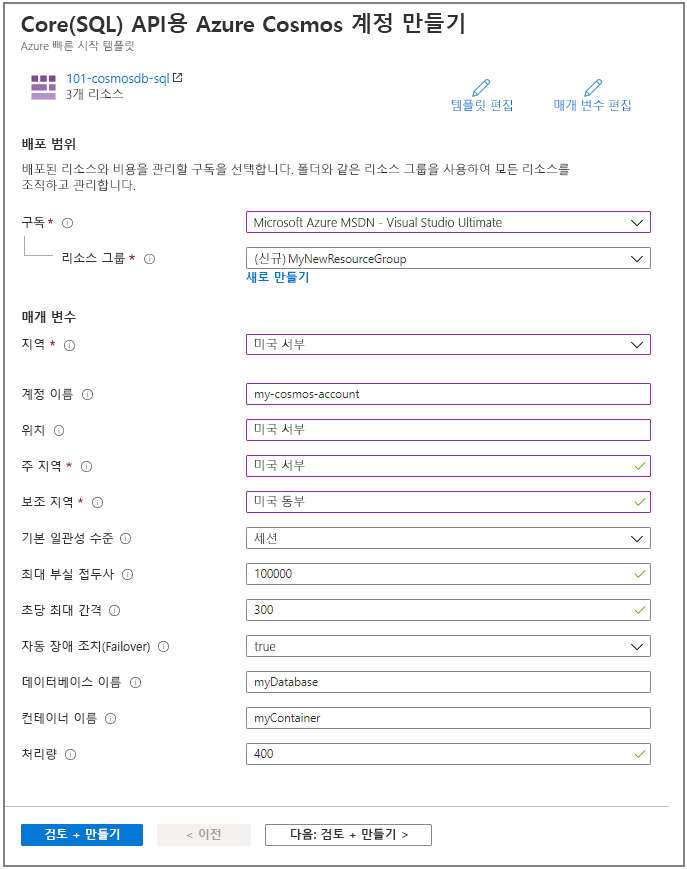 Core(SQL) API용 Azure Cosmos 계정 만들기
Azure 빠른 시작 템플릿
101-cosmosdb-sql
3개 리소스
템플릿 편집
매개 변수 편집
배포 범위
배포된 리소스와 비용을 관리할 구독을 선택합니다. 폴더와 같은 리소스 그룹을 사용하여 모든 리소스를
조직하고 관리합니다.
구독 * Microsoft Azure MSDN - Visual Studio Ultimate
리소스 그룹 * (신규) MyNewResourceGroup
새로 만들기
매개 변수
지역 * 미국 서부
계정 이름 my-cosmos-account
위치 미국 서부
주 지역 * 미국 서부
보조 지역 * 미국 동부
기본 일관성 수준 세션
최대 부실 접두사 100000
초당 최대 간격 300
자동 장애 조치(Failover) true
데이터베이스 이름 myDatabase
컨테이너 이름 myContainer
처리량 400
검토 + 만들기
< 이전
다음: 검토 + 만들기 >